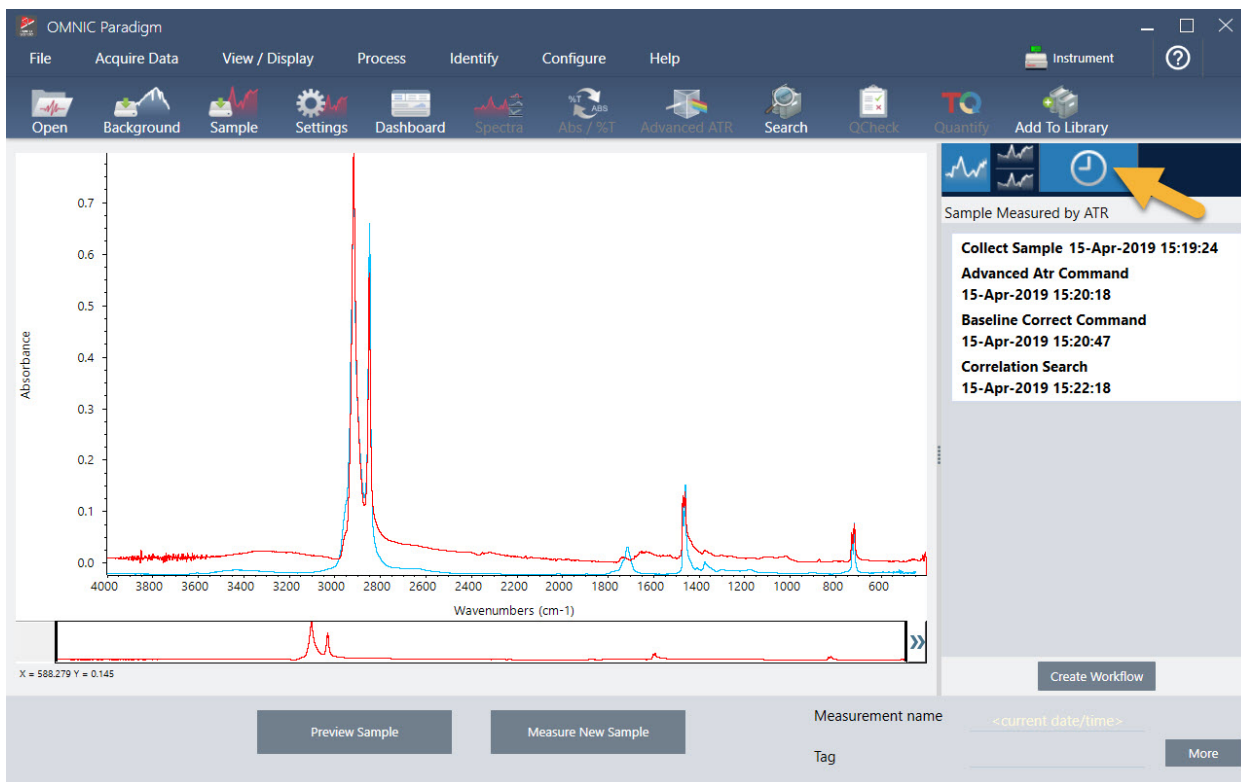 OMNIC Paradigm
File Acquire Data View / Display Process Identify Configure Help Instrument ?
%T ABS TQ
Open Background Sample Settings Dashboard Spectra Abs / %T Advanced ATR Search QCheck Quantify Add To Library
Sample Measured by ATR
Collect Sample 15-Apr-2019 15:19:24
Advanced Atr Command
15-Apr-2019 15:20:18
Baseline Correct Command
15-Apr-2019 15:20:47
Correlation Search
15-Apr-2019 15:22:18
Absorbance
0.7
0.6
0.5
0.4
0.3
0.2
0.1
0.0
4000 3800 3600 3400 3200 3000 2800 2600 2400 2200 2000 1800 1600 1400 1200 1000 800 600
Wavenumbers (cm-1)
X = 588.279 Y = 0.145
Create Workflow
Preview Sample Measure New Sample
Measurement name <current date/time>
Tag
More